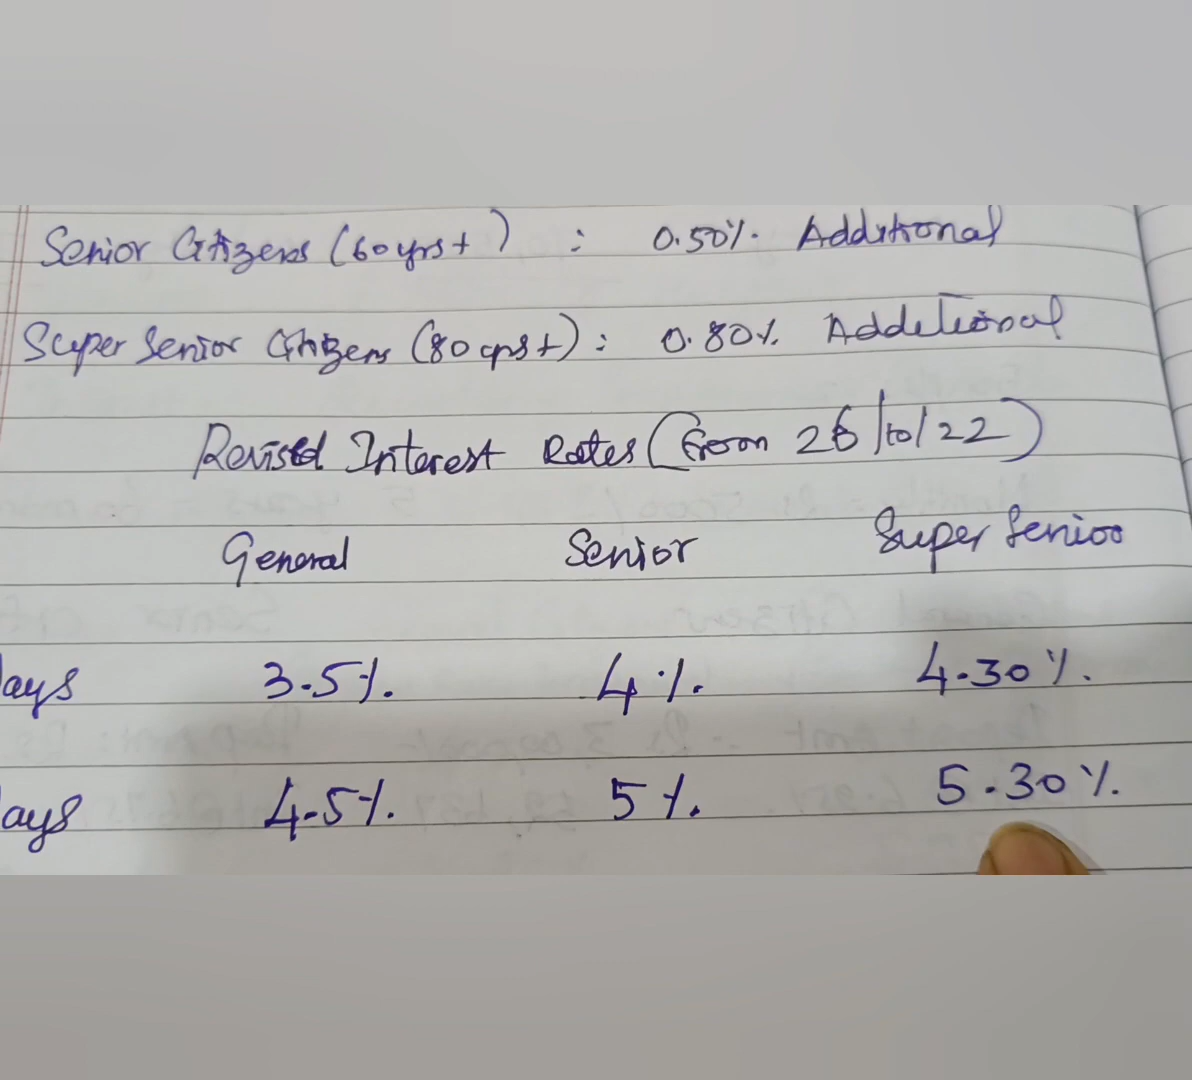 Senior Citizens (60 yrs+) : 0.50% Additional
Super Senior Citizens (80 yrs+) : 0.80% Additional
Revised Interest Rates (from 26/10/22)
General Senior Super Senior
ays 3.5%. 4%. 4.30%.
ays 4.5%. 5%. 5.30%.